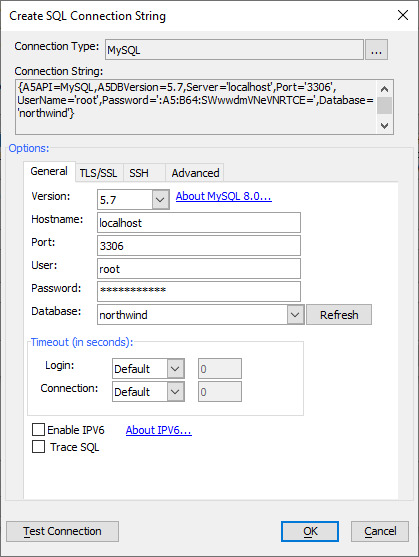 Create SQL Connection String
Connection Type: MySQL ...
Connection String:
{A5API=MySQL,A5DBVersion=5.7,Server='localhost',Port='3306',
UserName='root',Password=':A5:B64:SWwwdmVNeVNRTCE=',Database=
'northwind'}
Options:
General TLS/SSL SSH Advanced
Version: 5.7 About MySQL 8.0...
Hostname: localhost
Port: 3306
User: root
Password: ***********
Database: northwind Refresh
Timeout (in seconds):
Login: Default 0
Connection: Default 0
Enable IPV6 About IPV6...
Trace SQL
Test Connection OK Cancel